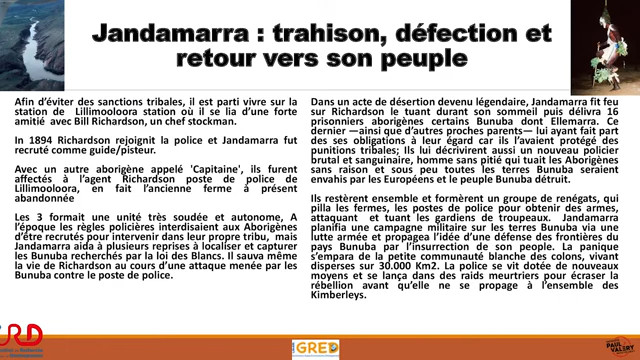 Jandamarra : trahison, défection et
retour vers son peuple
Afin d'éviter des sanctions tribales, il est parti vivre sur la
station de Lillimooloora station où il se lia d'une forte
amitié avec Bill Richardson, un chef stockman.
In 1894 Richardson rejoignit la police et Jandamarra fut
recruté comme guide/pisteur.
Avec un autre aborigène appelé 'Capitaine', ils furent
affectés à l'agent Richardson poste de police de
Lillimooloora, en fait l'ancienne ferme à présent
abandonnée
Les 3 formait une unité très soudée et autonome, A
l'époque les règles policières interdisaient aux Aborigènes
d'être recrutés pour intervenir dans leur propre tribu, mais
Jandamarra aida à plusieurs reprises à localiser et capturer
les Bunuba recherchés par la loi des Blancs. Il sauva même
la vie de Richardson au cours d'une attaque menée par les
Bunuba contre le poste de police.
Dans un acte de désertion devenu légendaire, Jandamarra fit feu
sur Richardson le tuant durant son sommeil puis délivra 16
prisonniers aborigènes certains Bunuba dont Ellemarra. Ce
dernier —ainsi que d'autres proches parents— lui ayant fait part
des ses obligations à leur égard car ils l'avaient protégé des
punitions tribales; Ils lui décrivirent aussi un nouveau policier
brutal et sanguinaire, homme sans pitié qui tuait les Aborigènes
sans raison et sous peu toutes les terres Bunuba seraient
envahis par les Européens et le peuple Bunuba détruit.
Ils restèrent ensemble et formèrent un groupe de renégats, qui
pilla les fermes, les postes de police pour obtenir des armes,
attaquant et tuant les gardiens de troupeaux. Jandamarra
planifia une campagne militaire sur les terres Bunuba via une
lutte armée et propagea l'idée d'une défense des frontières du
pays Bunuba par l'insurrection de son peuple. La panique
s'empara de la petite communauté blanche des colons, vivant
disperses sur 30.000 Km2. La police se vit dotée de nouveaux
moyens et se lança dans des raids meurtriers pour écraser la
rébellion avant qu'elle ne se propage à l'ensemble des
Kimberleys.
IRD
GRED
PAUL VALÉRY